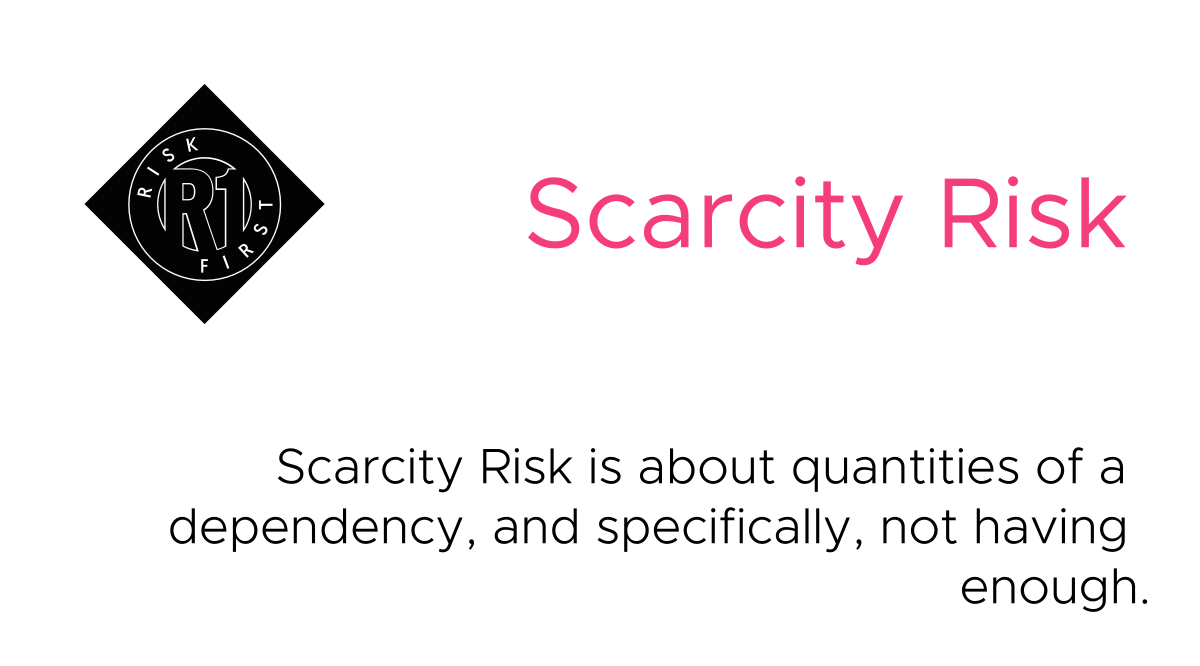 RISK
FIRST
R1
Scarcity Risk
Scarcity Risk is about quantities of a
dependency, and specifically, not having
enough.